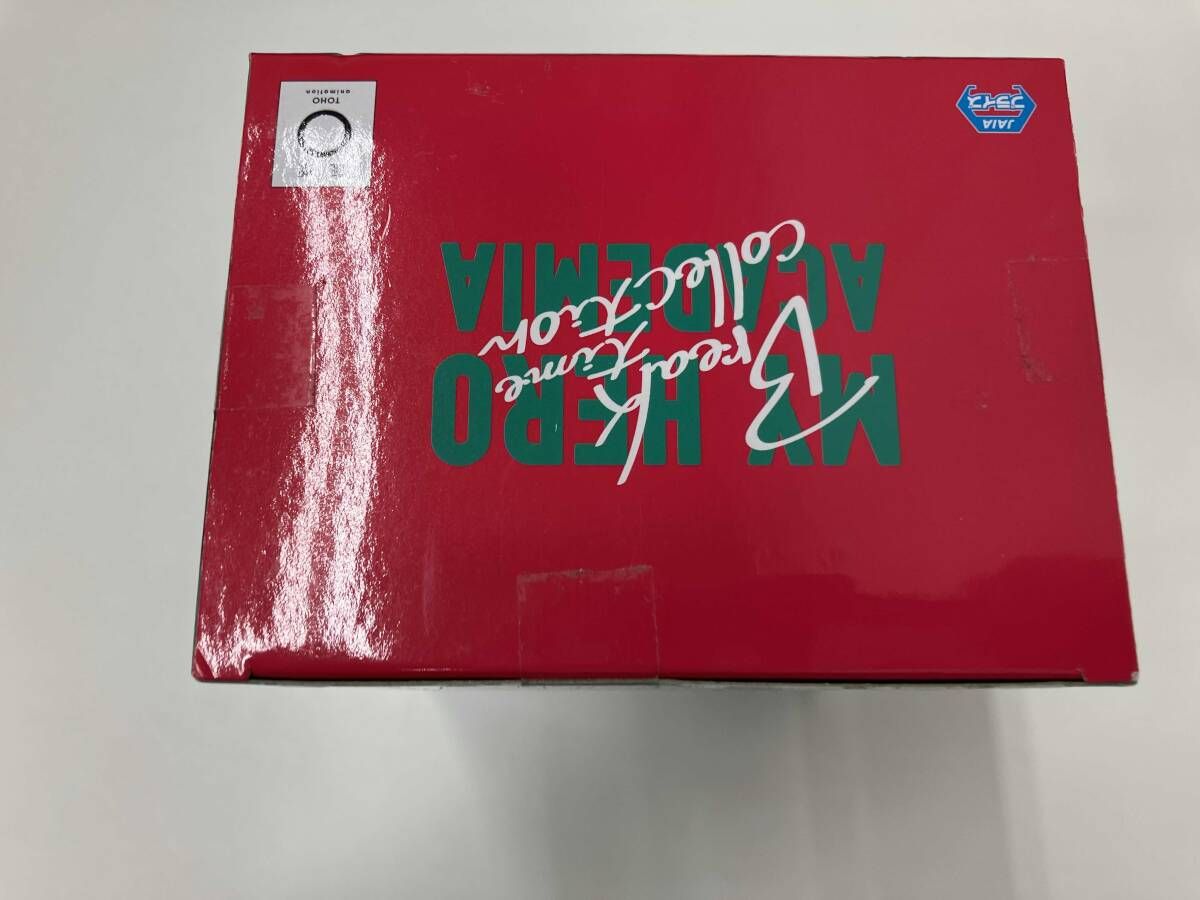 MY HERO
ACADEMIA
Break time
collection
JAIA
プライズ
TOHO
animation